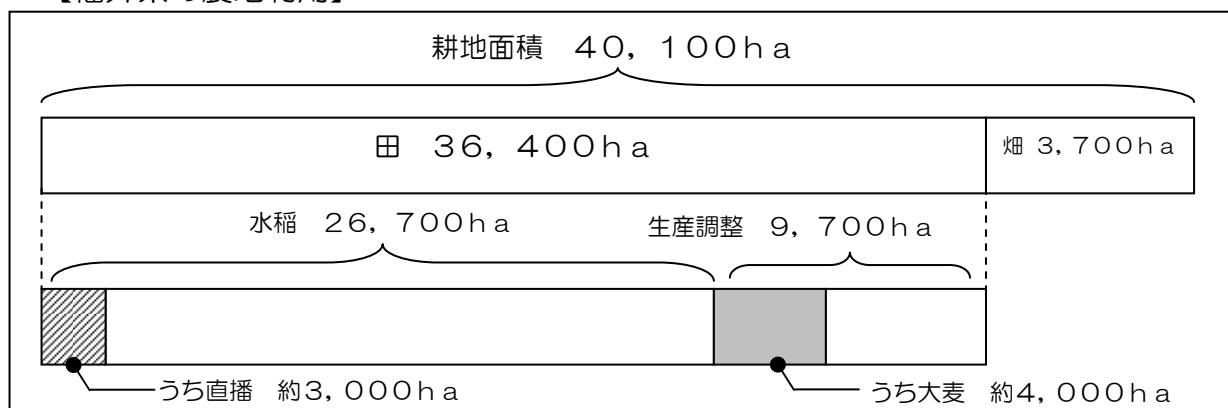 耕地面積 40,100ha
田 36,400ha
畑 3,700ha
水稲 26,700ha
生産調整 9,700ha
うち直播 約3,000ha
うち大麦 約4,000ha